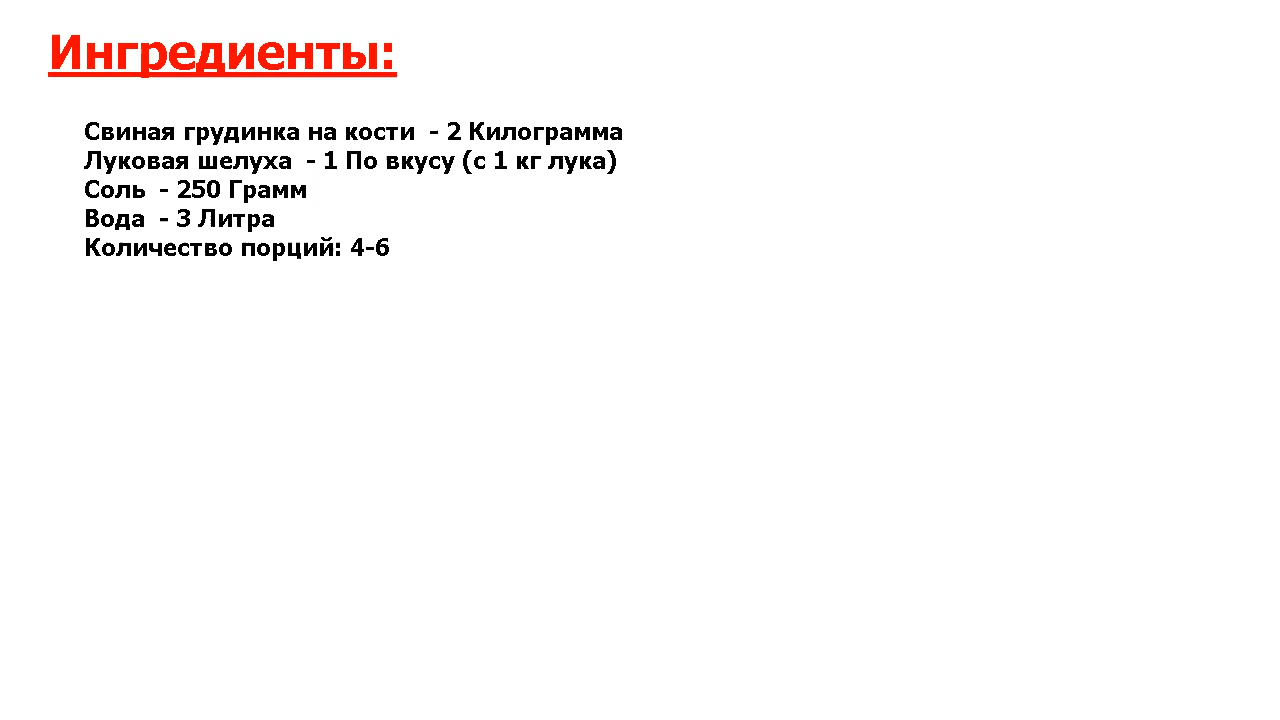 Ингредиенты:
Свиная грудинка на кости  - 2 Килограмма
Луковая шелуха  - 1 По вкусу (с 1 кг лука)
Соль  - 250 Грамм
Вода  - 3 Литра
Количество порций: 4-6